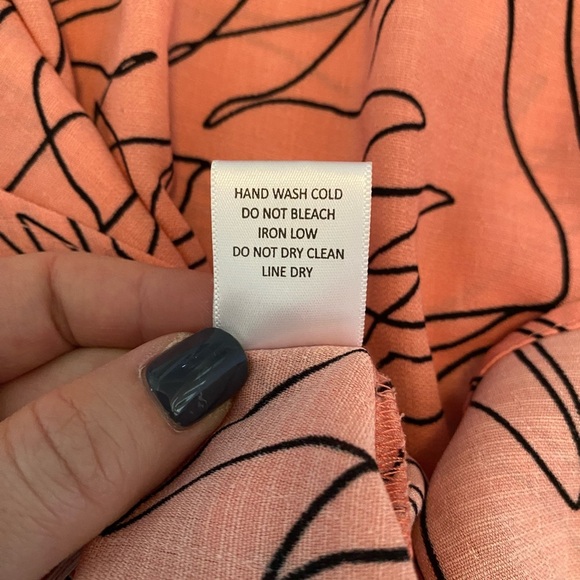 HAND WASH COLD
DO NOT BLEACH
IRON LOW
DO NOT DRY CLEAN
LINE DRY